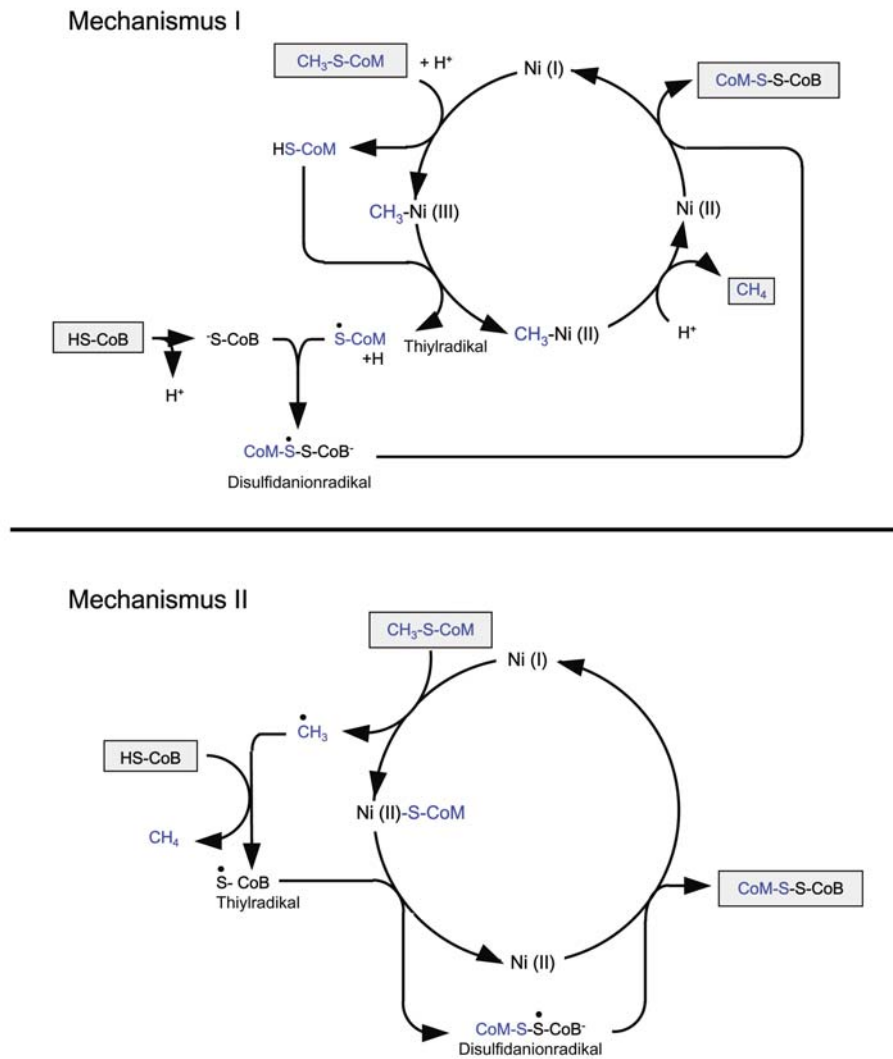 Mechanismus I
CH₃-S-CoM
+ H⁺
Ni (I)
CoM-S-S-CoB
HS-CoM
CH₃-Ni (III)
Ni (II)
CH₄
HS-CoB
⁻S-CoB
Ṡ-CoM
+H
Thiylradikal
CH₃-Ni (II)
H⁺
H⁺
CoM-Ṡ-S-CoB⁻
Disulfidanionradikal
Mechanismus II
CH₃-S-CoM
Ni (I)
ĊH₃
HS-CoB
Ni (II)-S-CoM
CH₄
Ṡ- CoB
Thiylradikal
CoM-S-S-CoB
Ni (II)
CoM-S-Ṡ-CoB⁻
Disulfidanionradikal